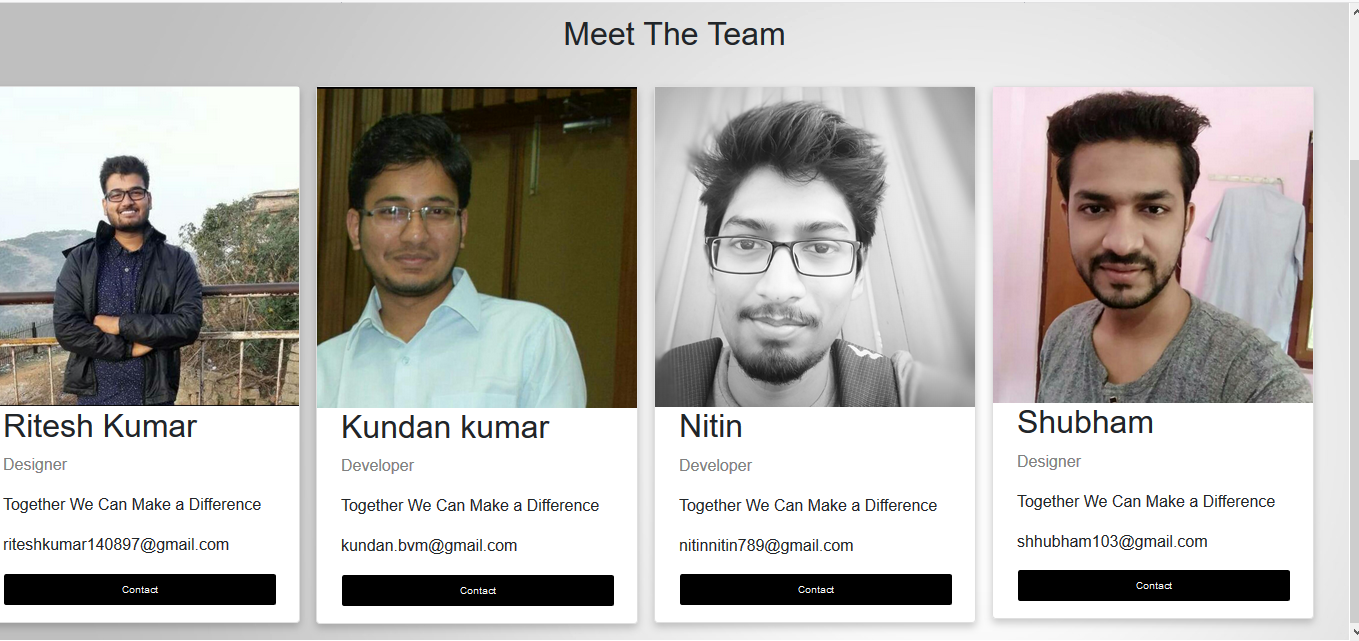 Meet The Team
Ritesh Kumar
Designer
Together We Can Make a Difference
riteshkumar140897@gmail.com
Contact
Kundan kumar
Developer
Together We Can Make a Difference
kundan.bvm@gmail.com
Contact
Nitin
Developer
Together We Can Make a Difference
nitinnitin789@gmail.com
Contact
Shubham
Designer
Together We Can Make a Difference
shhubham103@gmail.com
Contact